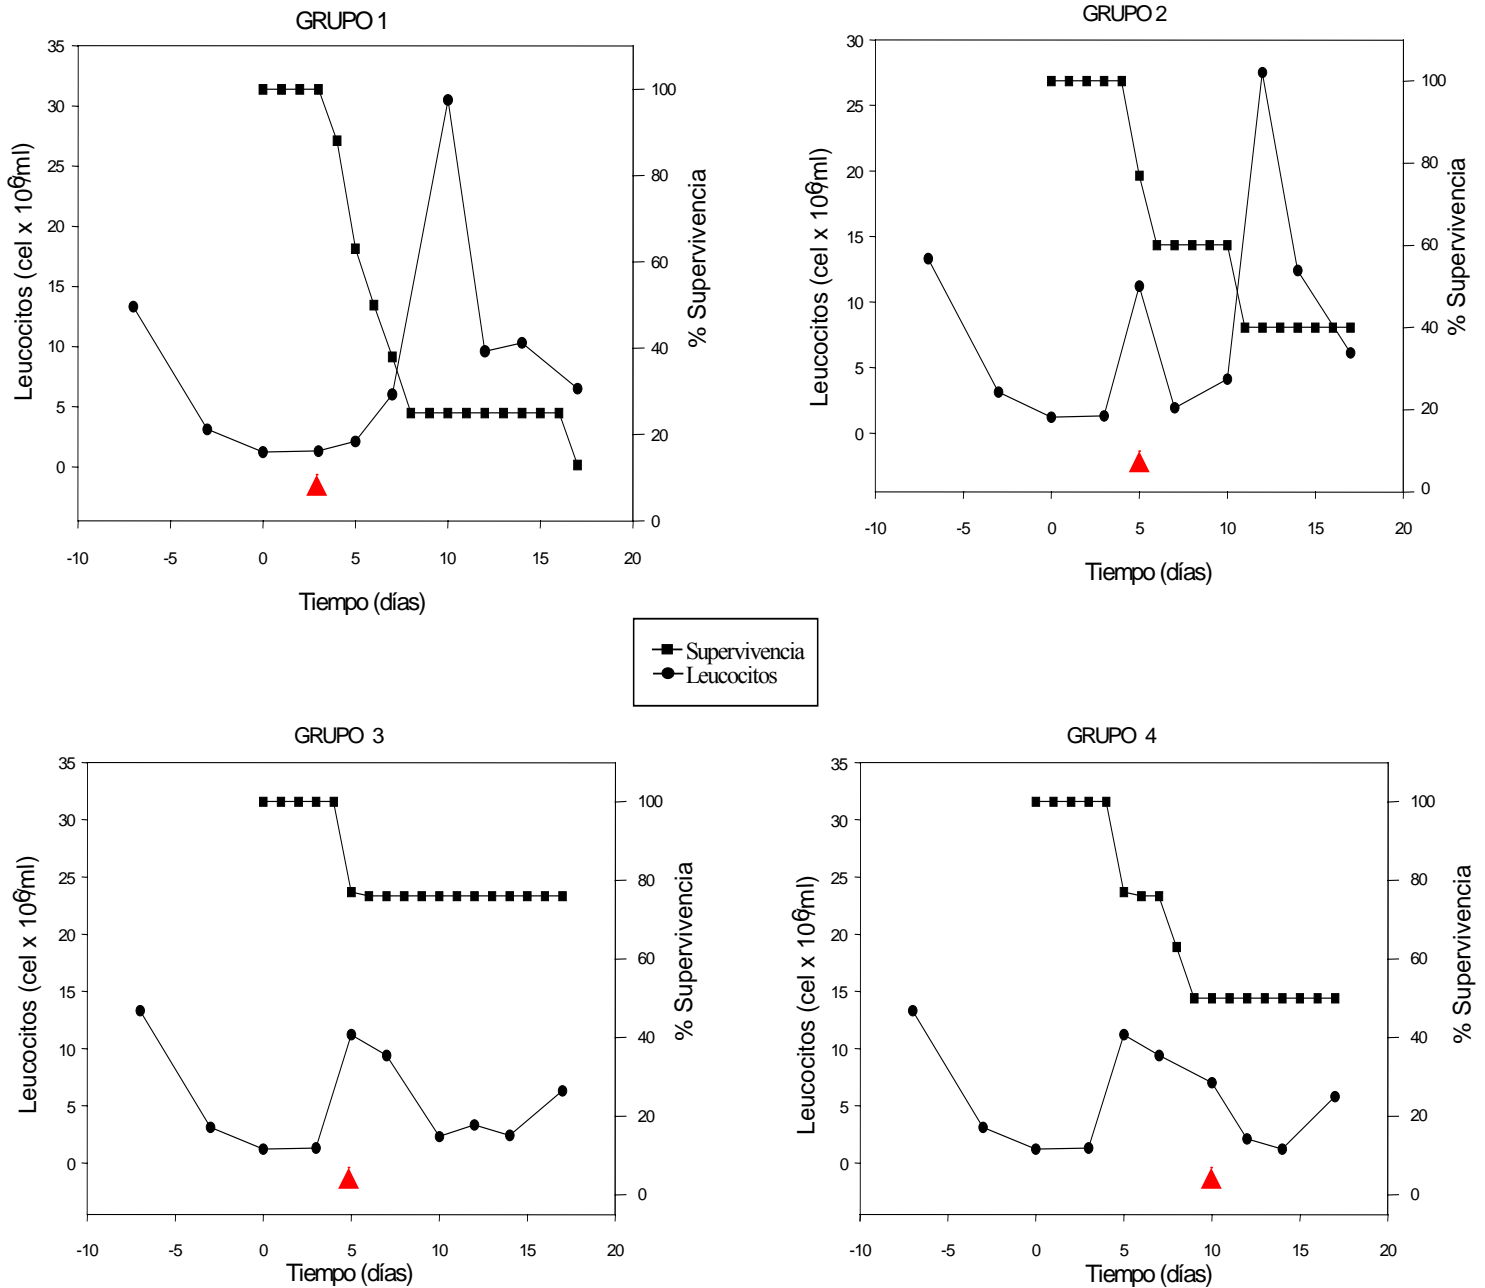 GRUPO 1
35
30
25
20
15
10
5
0
Leucocitos (cel x 10⁶/ml)
100
80
60
40
20
0
% Supervivencia
-10 -5 0 5 10 15 20
Tiempo (días)
GRUPO 2
30
25
20
15
10
5
0
Leucocitos (cel x 10⁶/ml)
100
80
60
40
20
0
% Supervivencia
-10 -5 0 5 10 15 20
Tiempo (días)
Supervivencia
Leucocitos
GRUPO 3
35
30
25
20
15
10
5
0
Leucocitos (cel x 10⁶/ml)
100
80
60
40
20
0
% Supervivencia
-10 -5 0 5 10 15 20
Tiempo (días)
GRUPO 4
35
30
25
20
15
10
5
0
Leucocitos (cel x 10⁶/ml)
100
80
60
40
20
0
% Supervivencia
-10 -5 0 5 10 15 20
Tiempo (días)